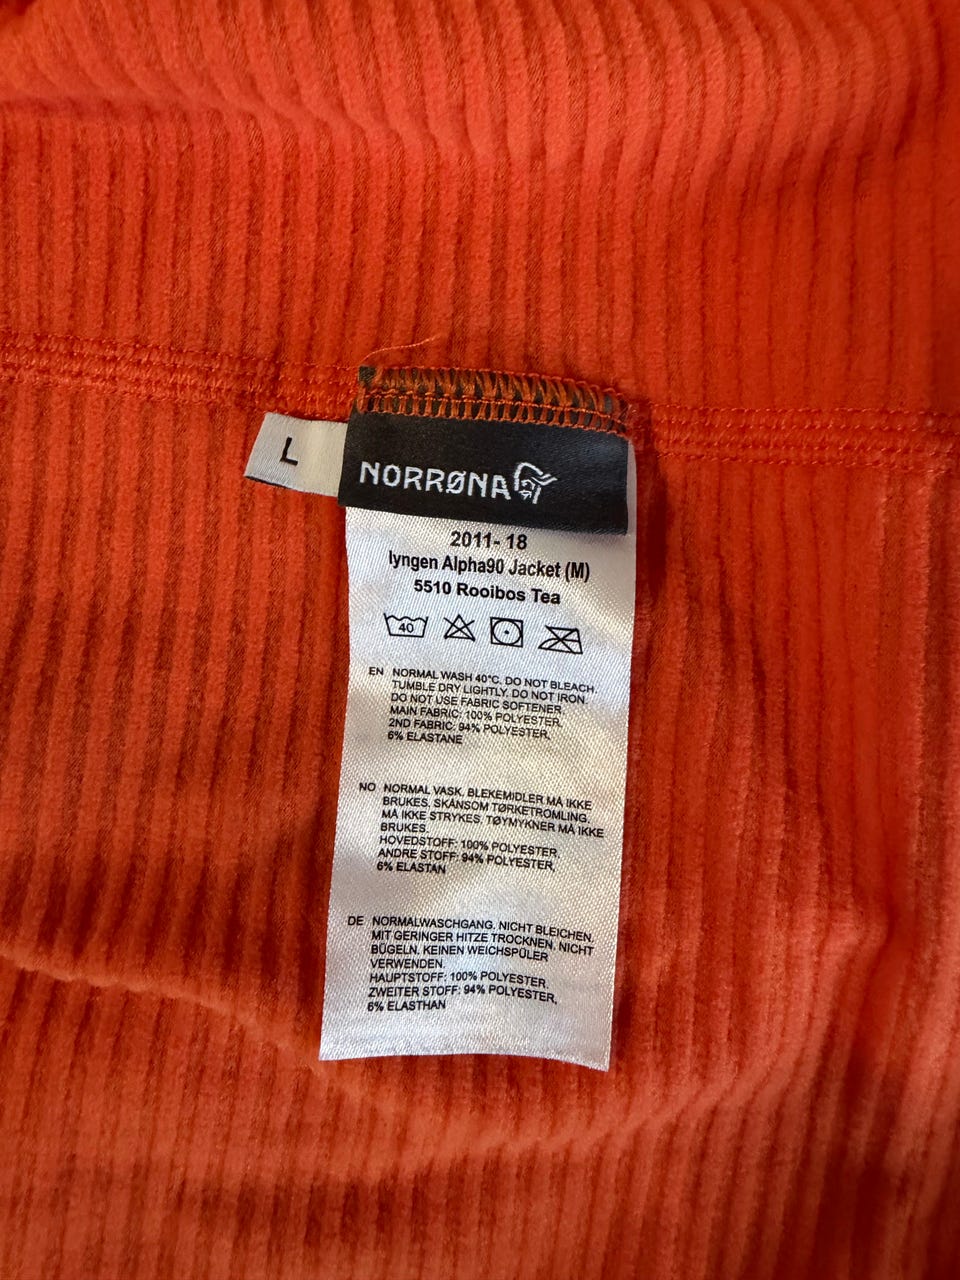 L
NORRØNA
2011- 18
lyngen Alpha90 Jacket (M)
5510 Rooibos Tea
40
EN NORMAL WASH 40°C. DO NOT BLEACH.
TUMBLE DRY LIGHTLY. DO NOT IRON.
DO NOT USE FABRIC SOFTENER.
MAIN FABRIC: 100% POLYESTER.
2ND FABRIC: 94% POLYESTER,
6% ELASTANE
NO NORMAL VASK. BLEKEMIDLER MA IKKE
BRUKES. SKÅNSOM TØRKETROMLING.
MA IKKE STRYKES. TØYMYKNER MA IKKE
BRUKES.
HOVEDSTOFF: 100% POLYESTER.
ANDRE STOFF: 94% POLYESTER,
6% ELASTAN
DE NORMALWASCHGANG. NICHT BLEICHEN.
MIT GERINGER HITZE TROCKNEN. NICHT
BÜGELN. KEINEN WEICHSPÜLER
VERWENDEN.
HAUPTSTOFF: 100% POLYESTER.
ZWEITER STOFF: 94% POLYESTER,
6% ELASTHAN